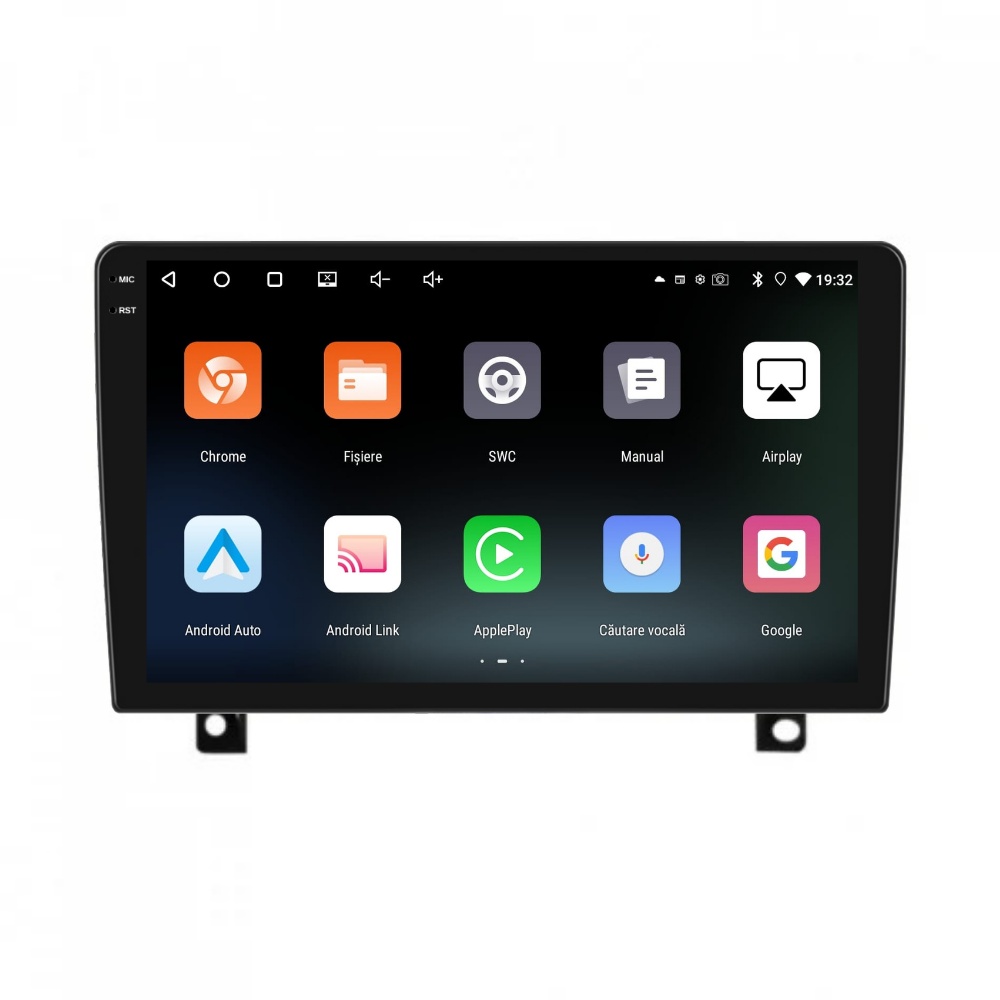 MIC
19:32
RST
Chrome
Fișiere
SWC
Manual
Airplay
Android Auto
Android Link
ApplePlay
Căutare vocală
Google